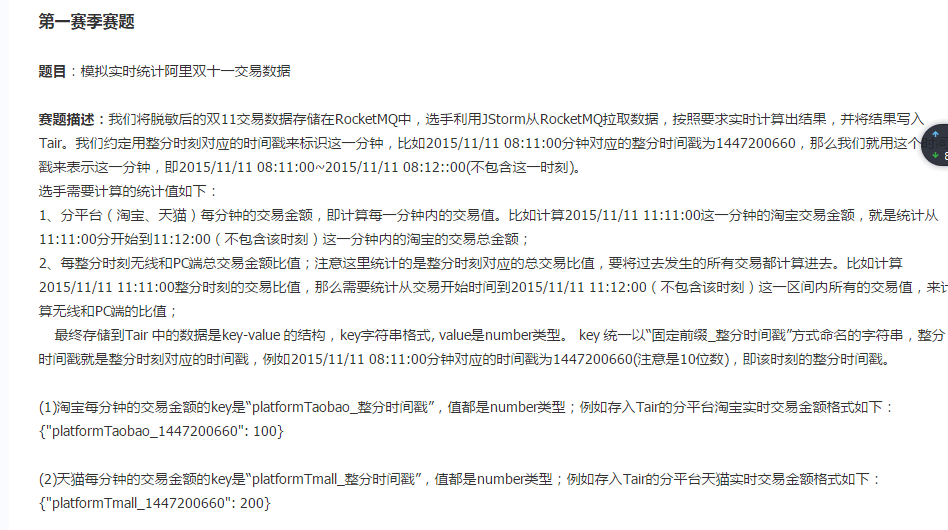 第一赛季赛题
题目：模拟实时统计阿里双十一交易数据
赛题描述：我们将脱敏后的双11交易数据存储在RocketMQ中，选手利用JStorm从RocketMQ拉取数据，按照要求实时计算出结果，并将结果写入
Tair。我们约定用整分时刻对应的时间戳来标识这一分钟，比如2015/11/11 08:11:00分钟对应的整分时间戳为1447200660，那么我们就用这个时间
戳来表示这一分钟，即2015/11/11 08:11:00~2015/11/11 08:12::00(不包含这一时刻)。
选手需要计算的统计值如下：
1、分平台（淘宝、天猫）每分钟的交易金额，即计算每一分钟内的交易值。比如计算2015/11/11 11:11:00这一分钟的淘宝交易金额，就是统计从
11:11:00分开始到11:12:00（不包含该时刻）这一分钟内的淘宝的交易总金额；
2、每整分时刻无线和PC端总交易金额比值；注意这里统计的是整分时刻对应的总交易比值，要将过去发生的所有交易都计算进去。比如计算
2015/11/11 11:11:00整分时刻的交易比值，那么需要统计从交易开始时间到2015/11/11 11:12:00（不包含该时刻）这一区间内所有的交易值，来计
算无线和PC端的比值；
最终存储到Tair 中的数据是key-value 的结构，key字符串格式, value是number类型。 key 统一以“固定前缀_整分时间戳”方式命名的字符串，整分
时间戳就是整分时刻对应的时间戳，例如2015/11/11 08:11:00分钟对应的时间戳为1447200660(注意是10位数)，即该时刻的整分时间戳。
(1)淘宝每分钟的交易金额的key是“platformTaobao_整分时间戳”，值都是number类型；例如存入Tair的分平台淘宝实时交易金额格式如下：
{"platformTaobao_1447200660": 100}
(2)天猫每分钟的交易金额的key是“platformTmall_整分时间戳”，值都是number类型；例如存入Tair的分平台天猫实时交易金额格式如下：
{"platformTmall_1447200660": 200}